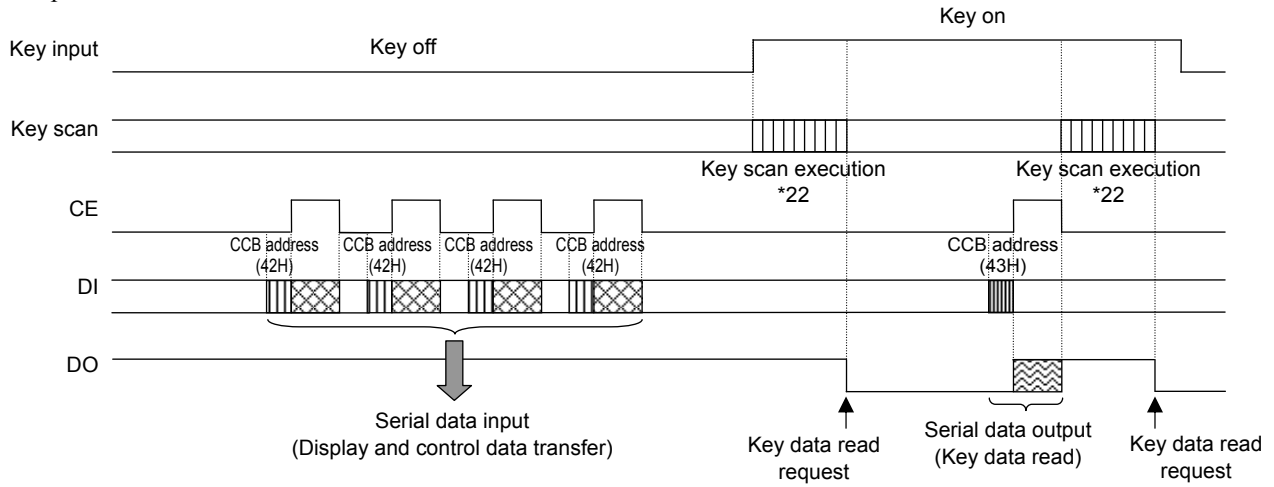 Key on
Key input
Key off
Key scan
Key scan execution
*22
Key scan execution
*22
CE
CCB address
(42H)
CCB address
(42H)
CCB address
(42H)
CCB address
(42H)
CCB address
(43H)
DI
DO
Serial data input
(Display and control data transfer)
Key data read
request
Serial data output
(Key data read)
Key data read
request